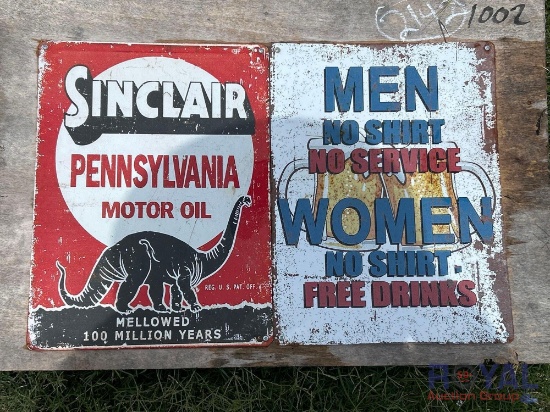 2142 1002
SINCLAIR
PENNSYLVANIA
MOTOR OIL
REG. U.S. PAT. OFF.
MELLOWED
100 MILLION YEARS
MEN
NO SHIRT
NO SERVICE
WOMEN
NO SHIRT
FREE DRINKS
ROYAL
Auction Group